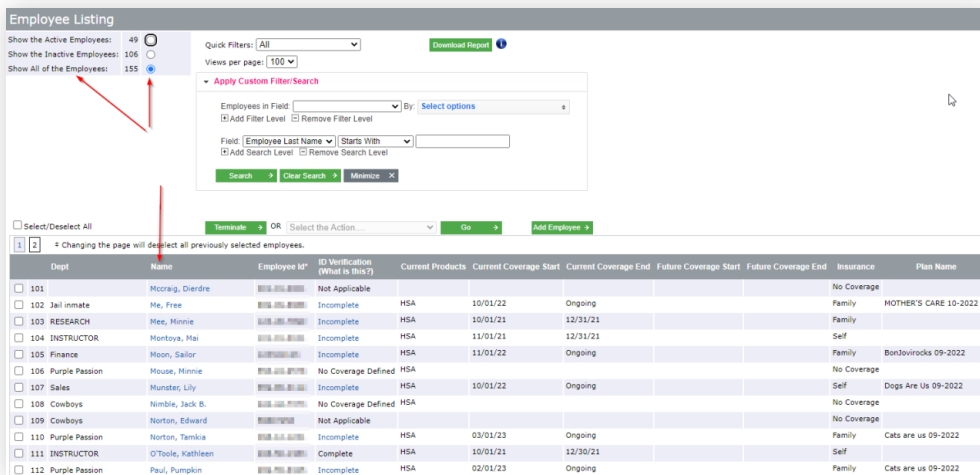 Employee Listing
Show the Active Employees: 49
Show the Inactive Employees: 106
Show All of the Employees: 155
Quick Filters: All
Download Report i
Views per page: 100
Apply Custom Filter/Search
Employees in Field: By: Select options
Add Filter Level Remove Filter Level
Field: Employee Last Name Starts With
Add Search Level Remove Search Level
Search → Clear Search → Minimize X
Select/Deselect All
Terminate → OR Select the Action.... Go → Add Employee →
1 2 ± Changing the page will deselect all previously selected employees.
Dept Name Employee Id* ID Verification (What is this?) Current Products Current Coverage Start Current Coverage End Future Coverage Start Future Coverage End Insurance Plan Name
101 Mccraig, Dierdre Not Applicable No Coverage
102 Jail inmate Me, Free Incomplete HSA 10/01/22 Ongoing Family MOTHER'S CARE 10-2022
103 RESEARCH Mee, Minnie Incomplete HSA 10/01/21 12/31/21 Family
104 INSTRUCTOR Montoya, Mai Incomplete HSA 11/01/21 12/31/21 Self
105 Finance Moon, Sailor Incomplete HSA 11/01/22 Ongoing Family BonJovirocks 09-2022
106 Purple Passion Mouse, Minnie No Coverage Defined HSA No Coverage
107 Sales Munster, Lily Incomplete HSA 10/01/22 Ongoing Self Dogs Are Us 09-2022
108 Cowboys Nimble, Jack B. No Coverage Defined HSA No Coverage
109 Cowboys Norton, Edward Not Applicable No Coverage
110 Purple Passion Norton, Tamkia Incomplete HSA 03/01/23 Ongoing Family Cats are us 09-2022
111 INSTRUCTOR O'Toole, Kathleen Complete HSA 10/01/21 12/30/21 Self
112 Purple Passion Paul, Pumpkin Incomplete HSA 02/01/23 Ongoing Family Cats are us 09-2022